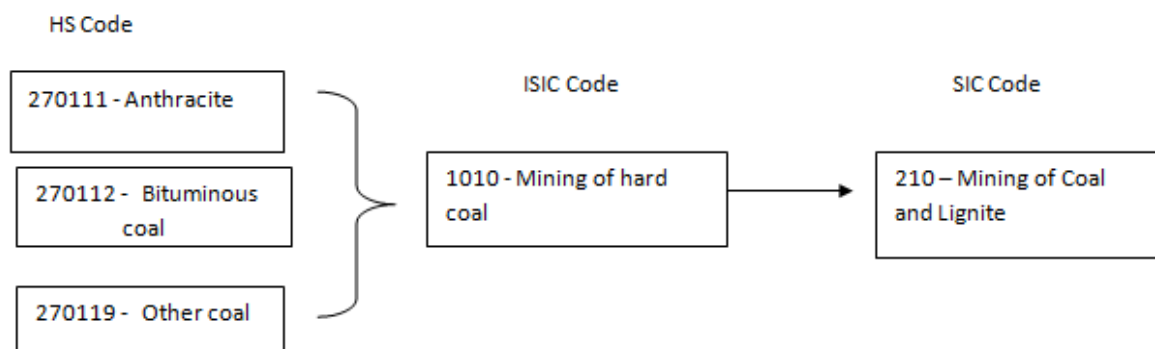 HS Code
270111 - Anthracite
270112 -  Bituminous
coal
270119 -  Other coal
ISIC Code
1010 - Mining of hard
coal
SIC Code
210 – Mining of Coal
and Lignite